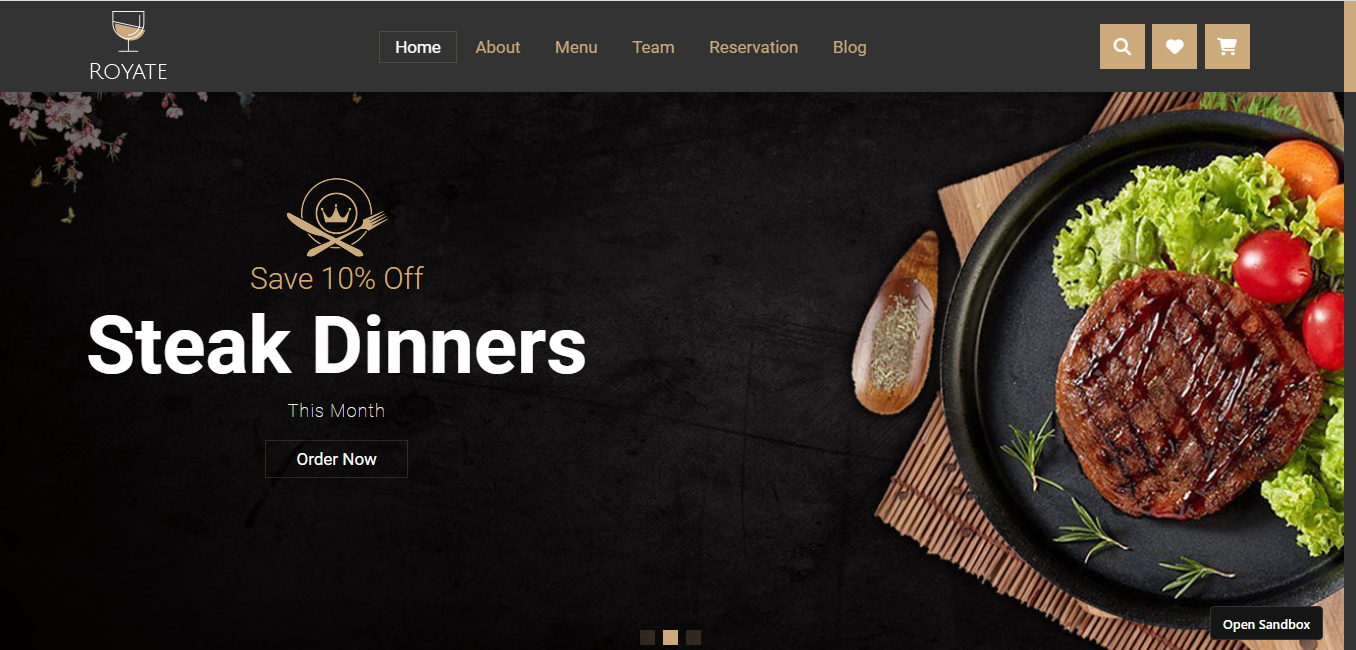 ROYATE
Home About Menu Team Reservation Blog
Save 10% Off
Steak Dinners
This Month
Order Now
Open Sandbox